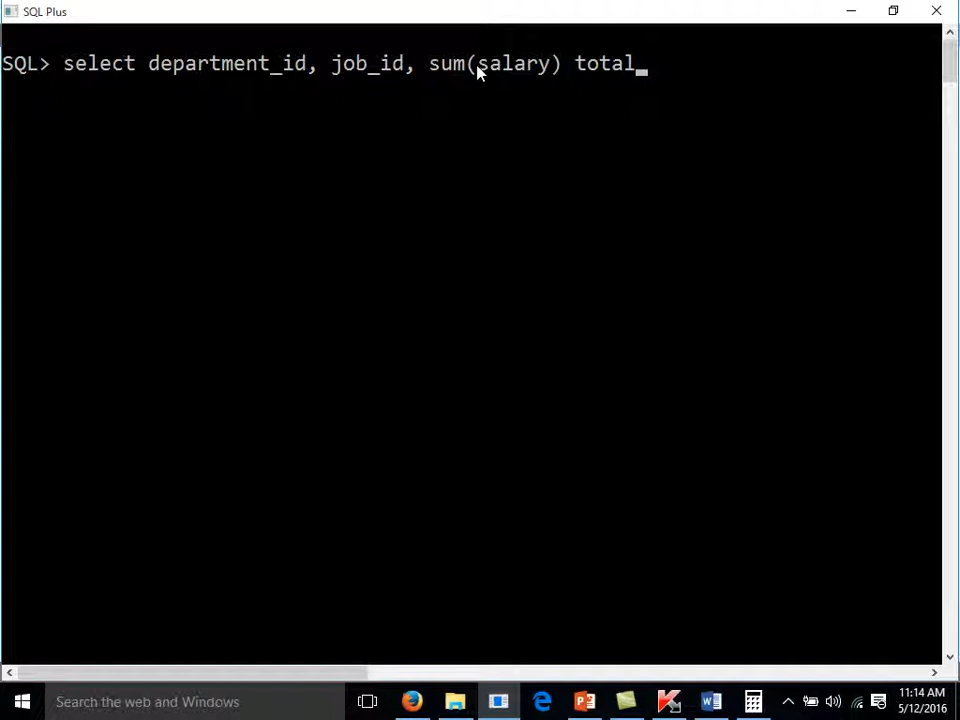 SQL Plus
SQL> select department_id, job_id, sum(salary) total_
Search the web and Windows
11:14 AM
5/12/2016